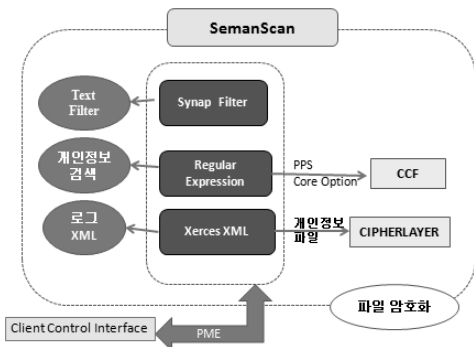 SemanScan
Text
Filter
Synap Filter
개인정보
검색
Regular
Expression
PPS
Core Option
CCF
로그
XML
Xerces XML
개인정보
파일
CIPHERLAYER
파일 암호화
Client Control Interface
PME